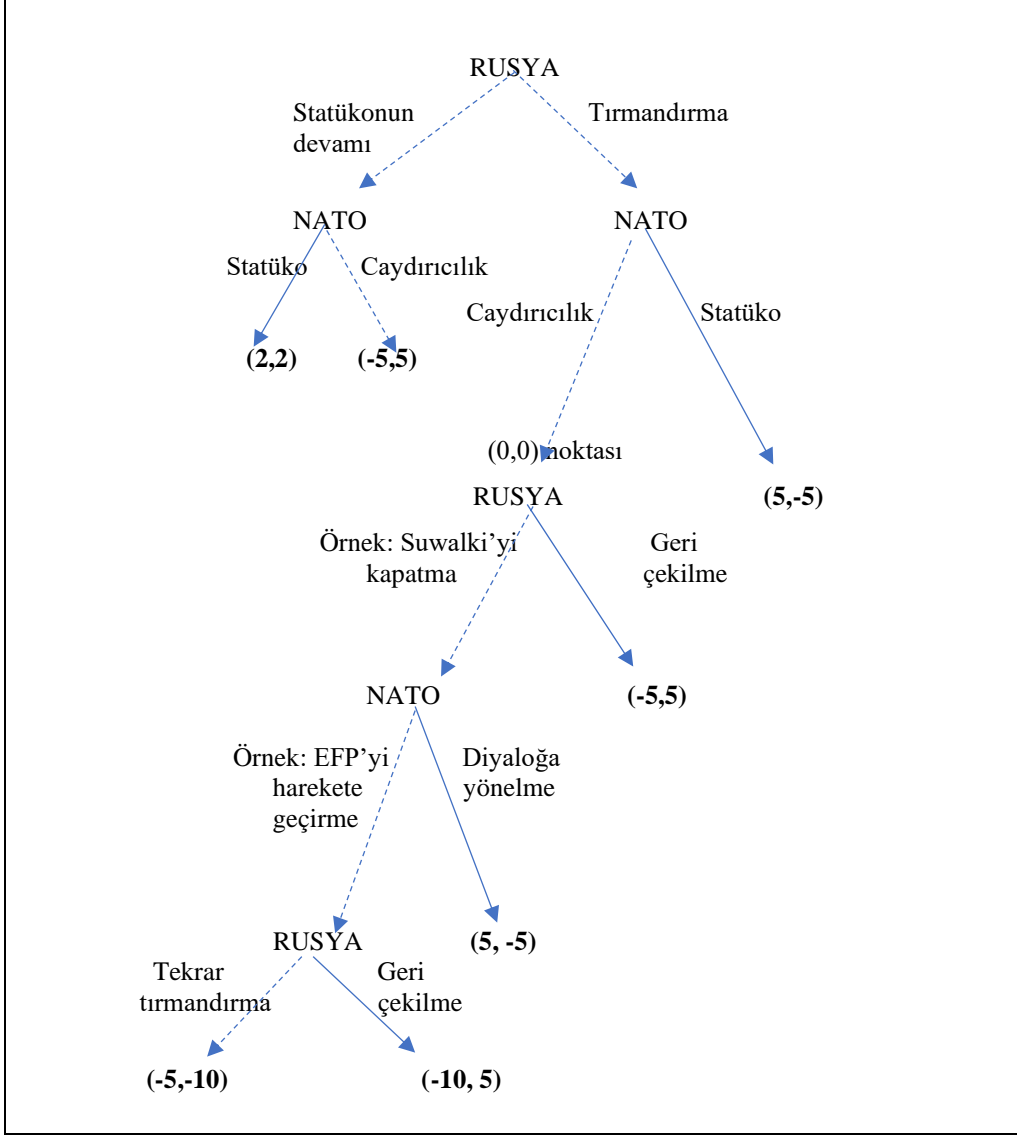 RUSYA
Statükonun
devamı
Tırmandırma
NATO
NATO
Statüko
Caydırıcılık
Caydırıcılık
Statüko
(2,2)
(-5,5)
(0,0) noktası
RUSYA
(5,-5)
Örnek: Suwalki’yi
kapatma
Geri
çekilme
NATO
(-5,5)
Örnek: EFP’yi
harekete
geçirme
Diyaloğa
yönelme
RUSYA
(5, -5)
Tekrar
tırmandırma
Geri
çekilme
(-5,-10)
(-10, 5)